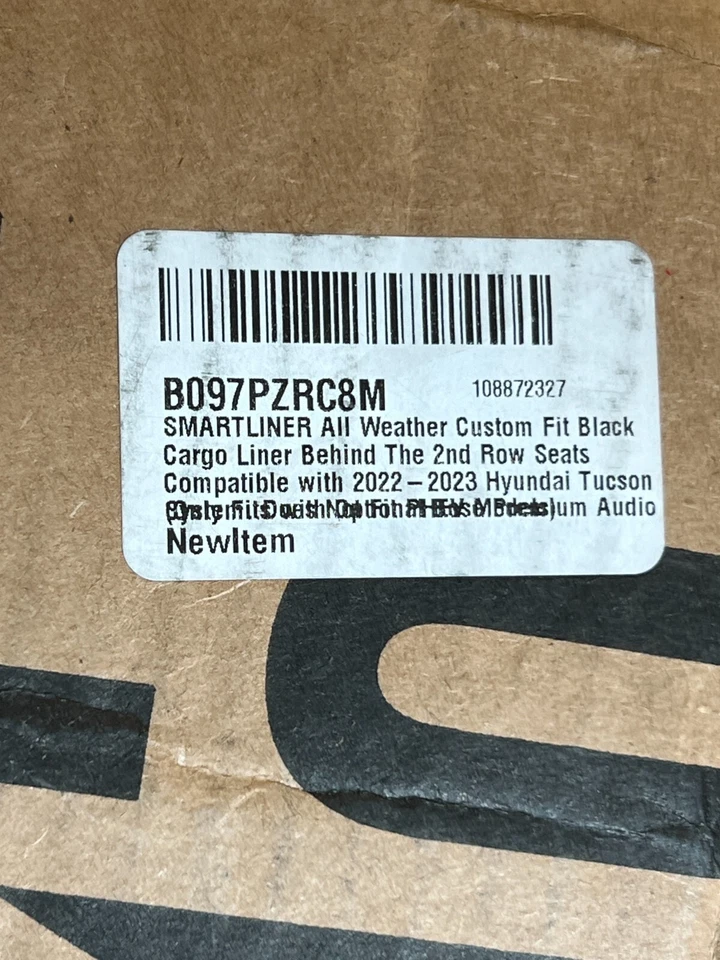 B097PZRC8M
108872327
SMARTLINER All Weather Custom Fit Black
Cargo Liner Behind The 2nd Row Seats
Compatible with 2022-2023 Hyundai Tucson
Audio
NewItem